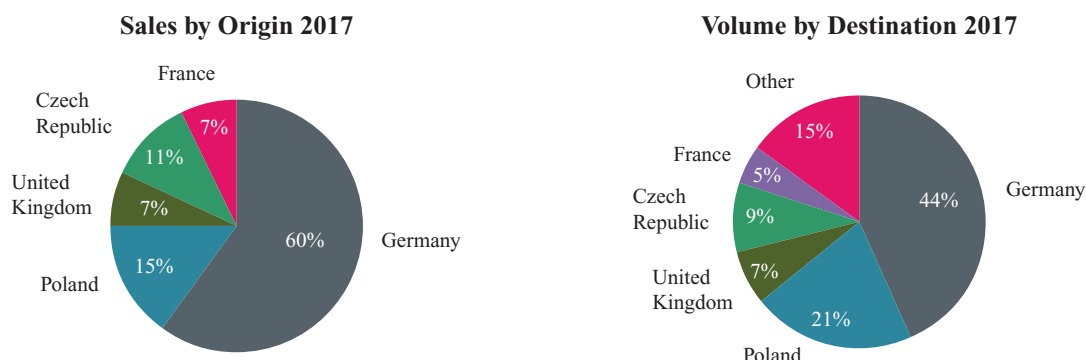 Sales by Origin 2017
France
7%
Czech
Republic
11%
United
Kingdom
7%
60%
Germany
15%
Poland
Volume by Destination 2017
Other
15%
France
5%
44%
Germany
Czech
Republic
9%
7%
United
Kingdom
21%
Poland